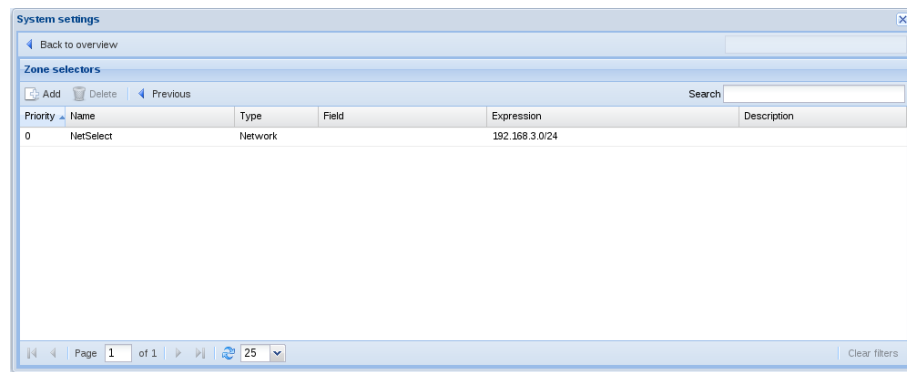 System settings
Back to overview
Zone selectors
Add Delete Previous Search
Priority Name Type Field Expression Description
0 NetSelect Network 192.168.3.0/24
Page 1 of 1 25 Clear filters